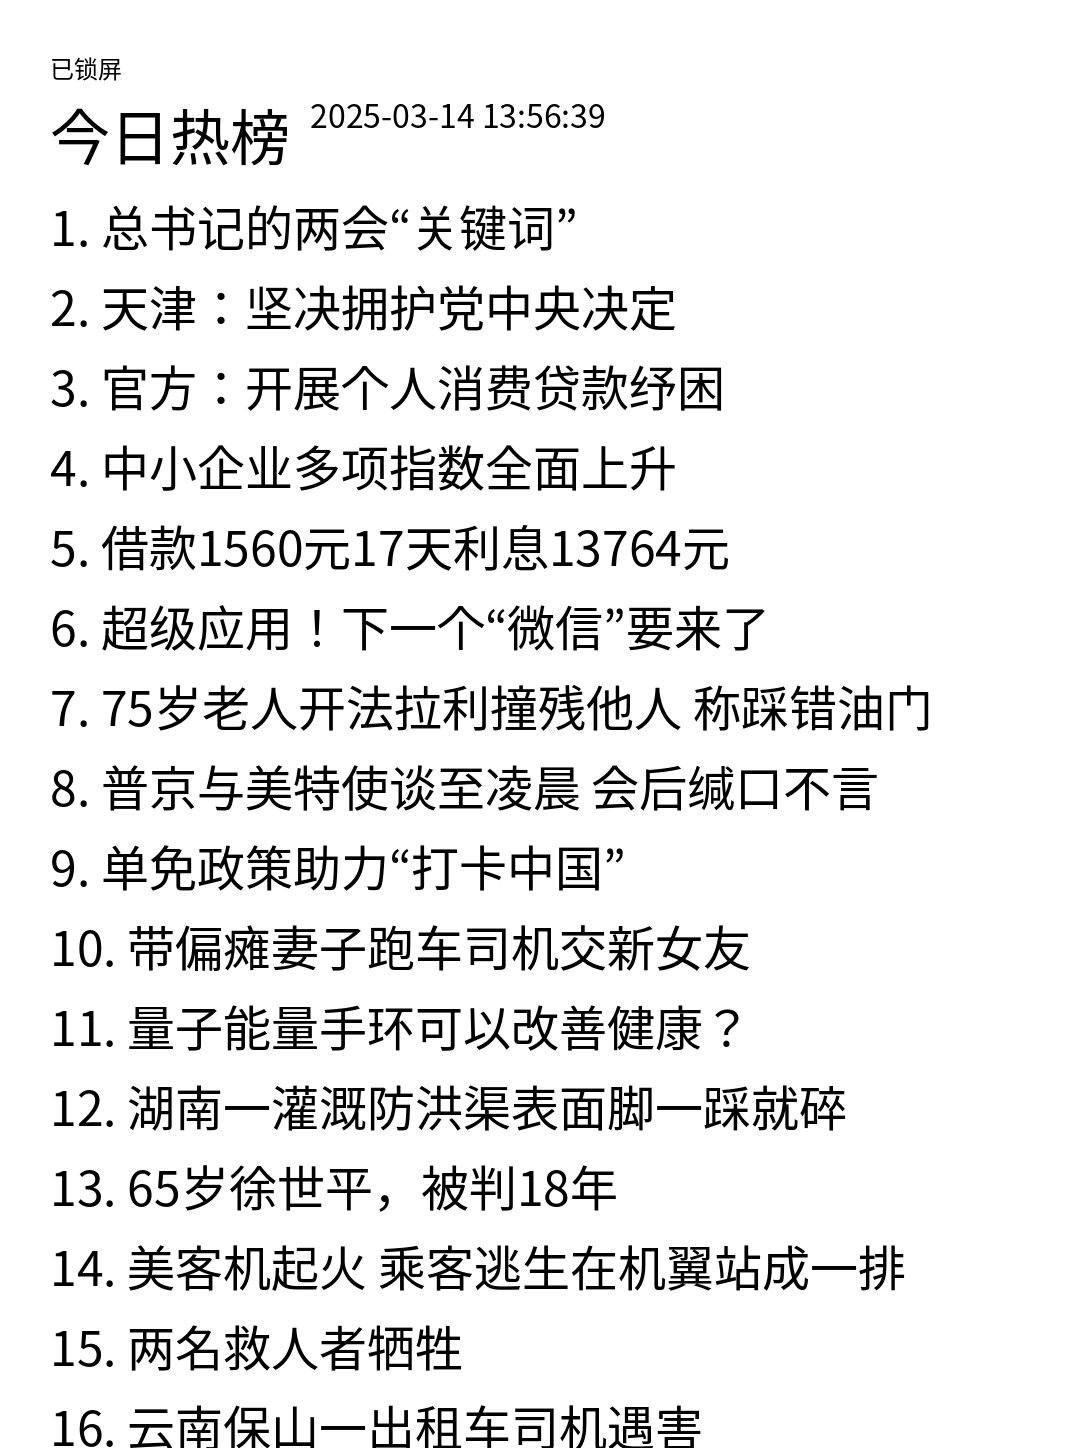 已锁屏
今日热榜 2025-03-14 13:56:39
1. 总书记的两会“关键词”
2. 天津：坚决拥护党中央决定
3. 官方：开展个人消费贷款纾困
4. 中小企业多项指数全面上升
5. 借款1560元17天利息13764元
6. 超级应用！下一个“微信”要来了
7. 75岁老人开法拉利撞残他人 称踩错油门
8. 普京与美特使谈至凌晨 会后缄口不言
9. 单免政策助力“打卡中国”
10. 带偏瘫妻子跑车司机交新女友
11. 量子能量手环可以改善健康？
12. 湖南一灌溉防洪渠表面脚一踩就碎
13. 65岁徐世平，被判18年
14. 美客机起火 乘客逃生在机翼站成一排
15. 两名救人者牺牲
16. 云南保山一出租车司机遇害